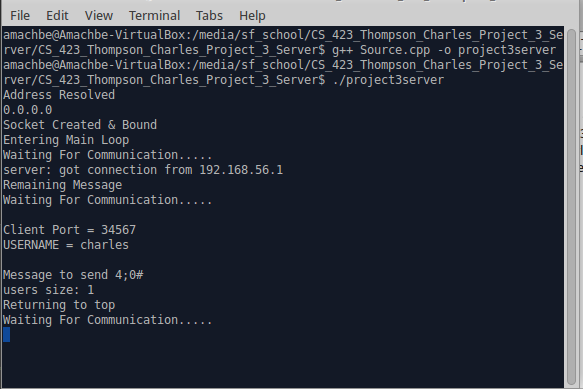 File Edit View Terminal Tabs Help
amachbe@Amachbe-VirtualBox:/media/sf_school/CS_423_Thompson_Charles_Project_3_Se
rver/CS_423_Thompson_Charles_Project_3_Server$ g++ Source.cpp -o project3server
amachbe@Amachbe-VirtualBox:/media/sf_school/CS_423_Thompson_Charles_Project_3_Se
rver/CS_423_Thompson_Charles_Project_3_Server$ ./project3server
Address Resolved
0.0.0.0
Socket Created & Bound
Entering Main Loop
Waiting For Communication.....
server: got connection from 192.168.56.1
Remaining Message
Waiting For Communication.....
Client Port = 34567
USERNAME = charles
Message to send 4;0#
users size: 1
Returning to top
Waiting For Communication.....